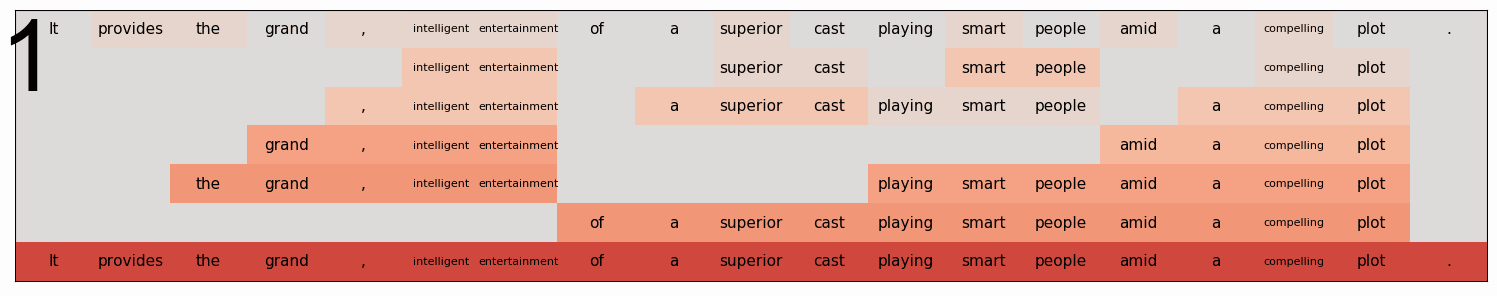 1
It provides the grand , intelligent entertainment of a superior cast playing smart people amid a compelling plot .
intelligent entertainment superior cast smart people compelling plot
, intelligent entertainment a superior cast playing smart people a compelling plot
grand , intelligent entertainment amid a compelling plot
the grand , intelligent entertainment playing smart people amid a compelling plot
of a superior cast playing smart people amid a compelling plot
It provides the grand , intelligent entertainment of a superior cast playing smart people amid a compelling plot .